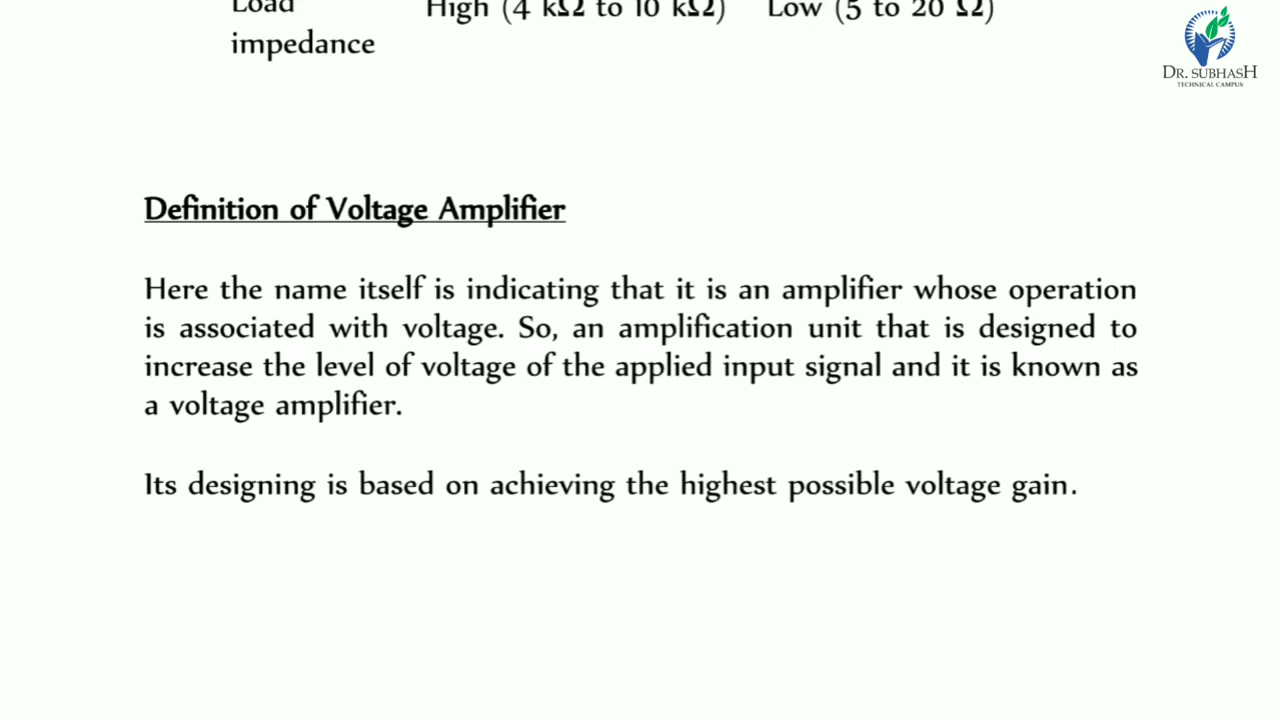 Load High (4 kΩ to 10 kΩ) Low (5 to 20 Ω)
impedance
DR. SUBHASH
TECHNICAL CAMPUS
Definition of Voltage Amplifier
Here the name itself is indicating that it is an amplifier whose operation
is associated with voltage. So, an amplification unit that is designed to
increase the level of voltage of the applied input signal and it is known as
a voltage amplifier.
Its designing is based on achieving the highest possible voltage gain.